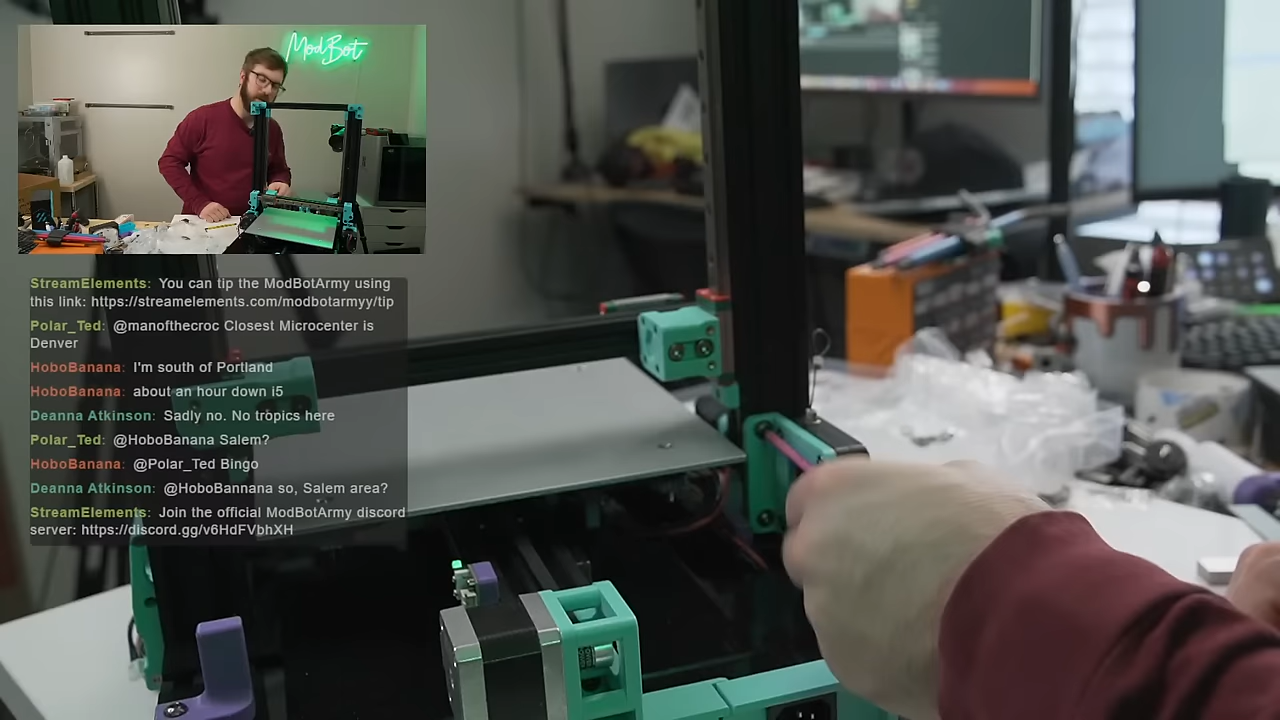 ModBot
StreamElements: You can tip the ModBotArmy using
this link: https://streamelements.com/modbotarmyy/tip
Polar_Ted: @manofthecroc Closest Microcenter is
Denver
HoboBanana: I'm south of Portland
HoboBanana: about an hour down i5
Deanna Atkinson: Sadly no. No tropics here
Polar_Ted: @HoboBanana Salem?
HoboBanana: @Polar_Ted Bingo
Deanna Atkinson: @HoboBannana so, Salem area?
StreamElements: Join the official ModBotArmy discord
server: https://discord.gg/v6HdFVbhXH